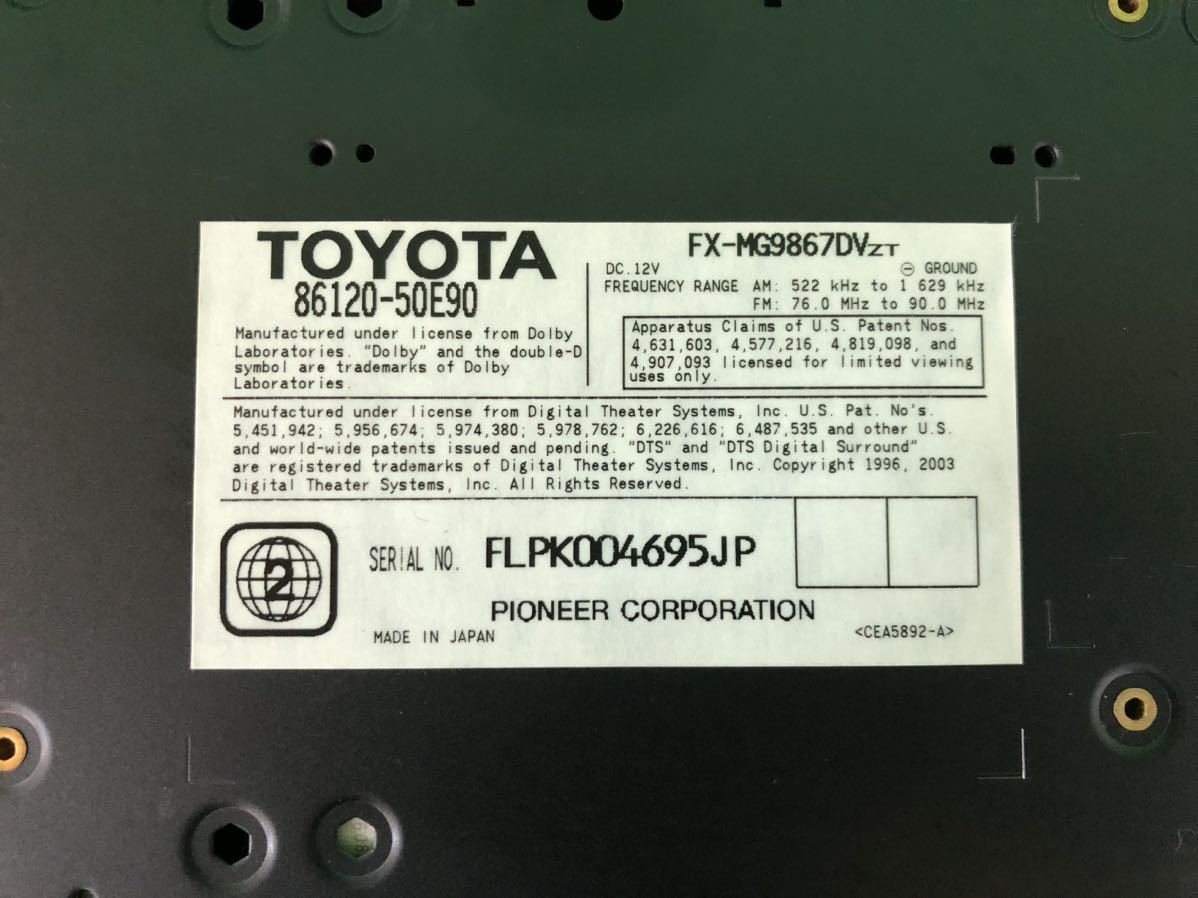 TOYOTA
86120-50E90
Manufactured under license from Dolby
Laboratories. "Dolby" and the double-D
symbol are trademarks of Dolby
Laboratories.
FX-MG9867DVZT
DC.12V ⊖ GROUND
FREQUENCY RANGE AM: 522 kHz to 1 629 kHz
FM: 76.0 MHz to 90.0 MHz
Apparatus Claims of U.S. Patent Nos.
4,631,603, 4,577,216, 4,819,098, and
4,907,093 licensed for limited viewing
uses only.
Manufactured under license from Digital Theater Systems, Inc. U.S. Pat. No's.
5,451,942; 5,956,674; 5,974,380; 5,978,762; 6,226,616; 6,487,535 and other U.S.
and world-wide patents issued and pending. "DTS" and "DTS Digital Surround"
are registered trademarks of Digital Theater Systems, Inc. Copyright 1996, 2003
Digital Theater Systems, Inc. All Rights Reserved.
2
SERIAL NO. FLPK004695JP
PIONEER CORPORATION
MADE IN JAPAN <CEA5892-A>